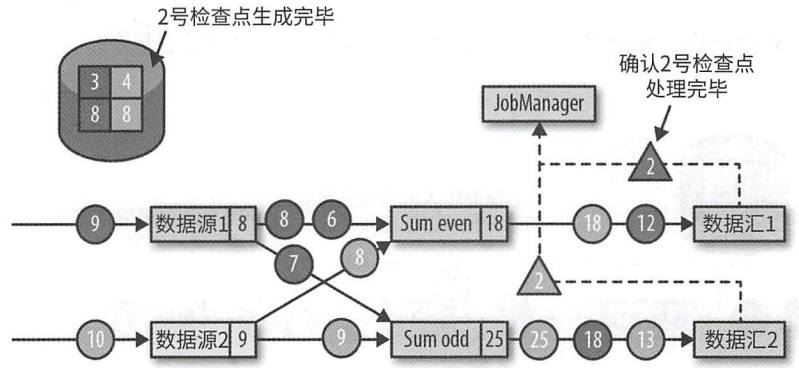 2号检查点生成完毕
3 4
8 8
确认2号检查点
处理完毕
JobManager
2
9 数据源1 8 8 6 Sum even 18 18 12 数据汇1
7 8
2
10 数据源2 9 9 Sum odd 25 25 18 13 数据汇2